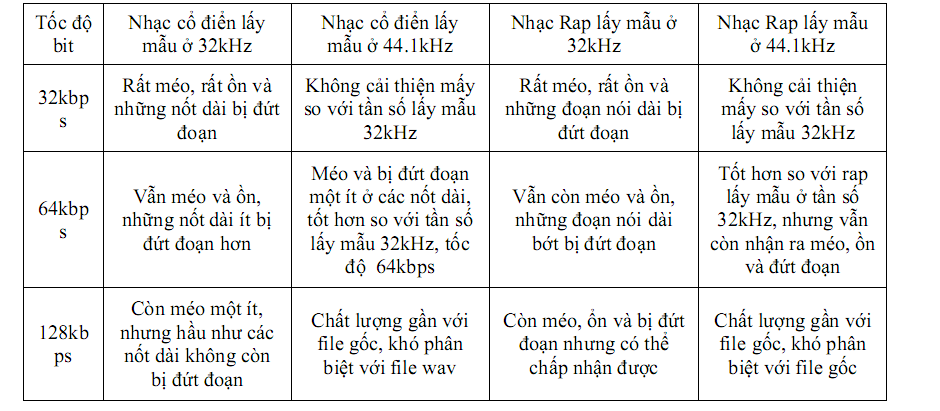 Tốc độ
bit
Nhạc cổ điển lấy
mẫu ở 32kHz
Nhạc cổ điển lấy
mẫu ở 44.1kHz
Nhạc Rap lấy mẫu ở
32kHz
Nhạc Rap lấy mẫu
ở 44.1kHz
32kbp
s
Rất méo, rất ồn và
những nốt dài bị đứt
đoạn
Không cải thiện mấy
so với tần số lấy mẫu
32kHz
Rất méo, rất ồn và
những đoạn nói dài bị
đứt đoạn
Không cải thiện
mấy so với tần số
lấy mẫu 32kHz
64kbp
s
Vẫn méo và ồn,
những nốt dài ít bị
đứt đoạn hơn
Méo và bị đứt đoạn
một ít ở các nốt dài,
tốt hơn so với tần số
lấy mẫu 32kHz, tốc
độ 64kbps
Vẫn còn méo và ồn,
những đoạn nói dài
bớt bị đứt đoạn
Tốt hơn so với rap
lấy mẫu ở tần số
32kHz, nhưng vẫn
còn nhận ra méo, ồn
và đứt đoạn
128kb
ps
Còn méo một ít,
nhưng hầu như các
nốt dài không còn
bị đứt đoạn
Chất lượng gần với
file gốc, khó phân
biệt với file wav
Còn méo, ổn và bị đứt
đoạn nhưng có thể
chấp nhận được
Chất lượng gần với
file gốc, khó phân
biệt với file gốc